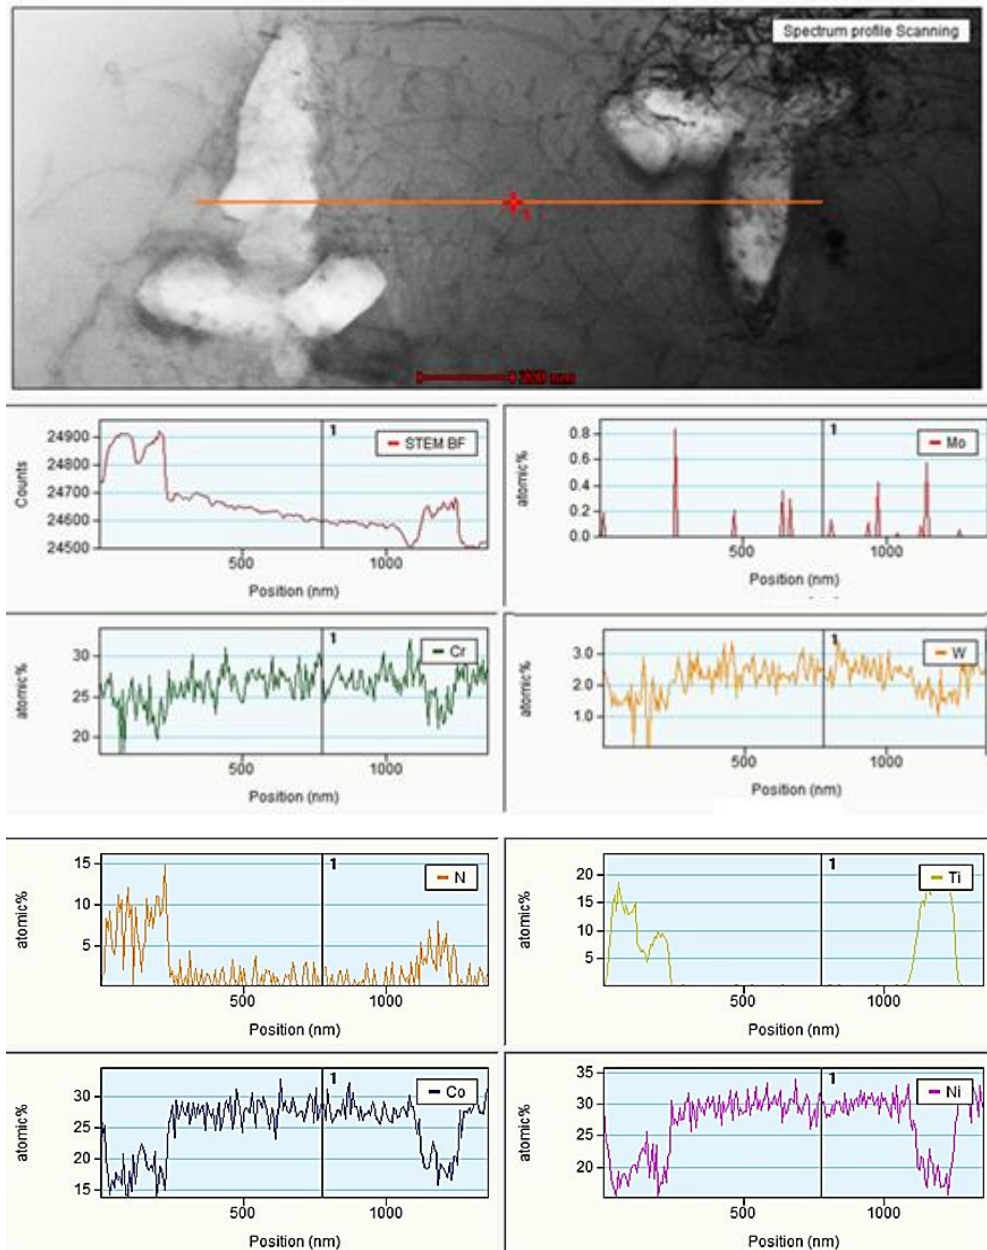 Spectrum profile Scanning
1
200 nm
24900
24800
24700
24600
24500
Counts
1
STEM BF
500
1000
Position (nm)
0.8
0.6
0.4
0.2
0.0
atomic%
1
Mo
500
1000
Position (nm)
30
25
20
atomic%
1
Cr
500
1000
Position (nm)
3.0
2.0
1.0
atomic%
1
W
500
1000
Position (nm)
15
10
5
atomic%
1
N
500
1000
Position (nm)
20
15
10
5
atomic%
1
Ti
500
1000
Position (nm)
30
25
20
15
atomic%
1
Co
500
1000
Position (nm)
35
30
25
20
atomic%
1
Ni
500
1000
Position (nm)